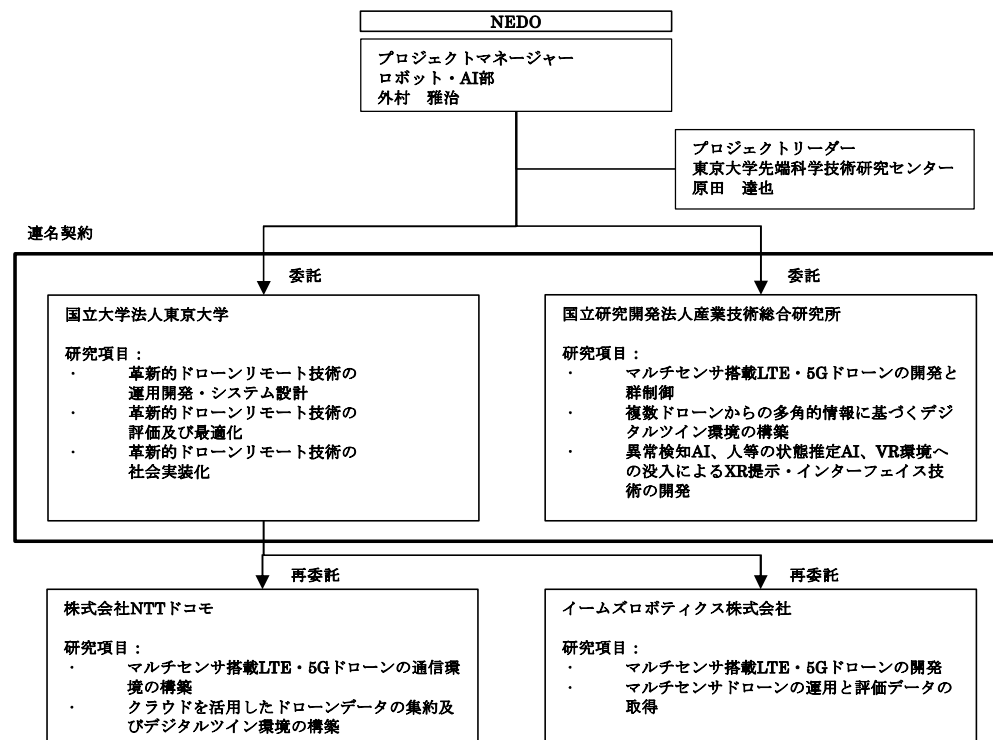 NEDO
プロジェクトマネージャー
ロボット・AI部
外村　雅治
プロジェクトリーダー
東京大学先端科学技術研究センター
原田　達也
連名契約
委託
国立大学法人東京大学
研究項目：
・ 革新的ドローンリモート技術の
運用開発・システム設計
・ 革新的ドローンリモート技術の
評価及び最適化
・ 革新的ドローンリモート技術の
社会実装化
委託
国立研究開発法人産業技術総合研究所
研究項目：
・ マルチセンサ搭載LTE・5Gドローンの開発と
群制御
・ 複数ドローンからの多角的情報に基づくデジ
タルツイン環境の構築
・ 異常検知AI、人等の状態推定AI、VR環境へ
の没入によるXR提示・インターフェイス技
術の開発
再委託
株式会社NTTドコモ
研究項目：
・ マルチセンサ搭載LTE・5Gドローンの通信環
境の構築
・ クラウドを活用したドローンデータの集約及
びデジタルツイン環境の構築
再委託
イームズロボティクス株式会社
研究項目：
・ マルチセンサ搭載LTE・5Gドローンの開発
・ マルチセンサドローンの運用と評価データの
取得